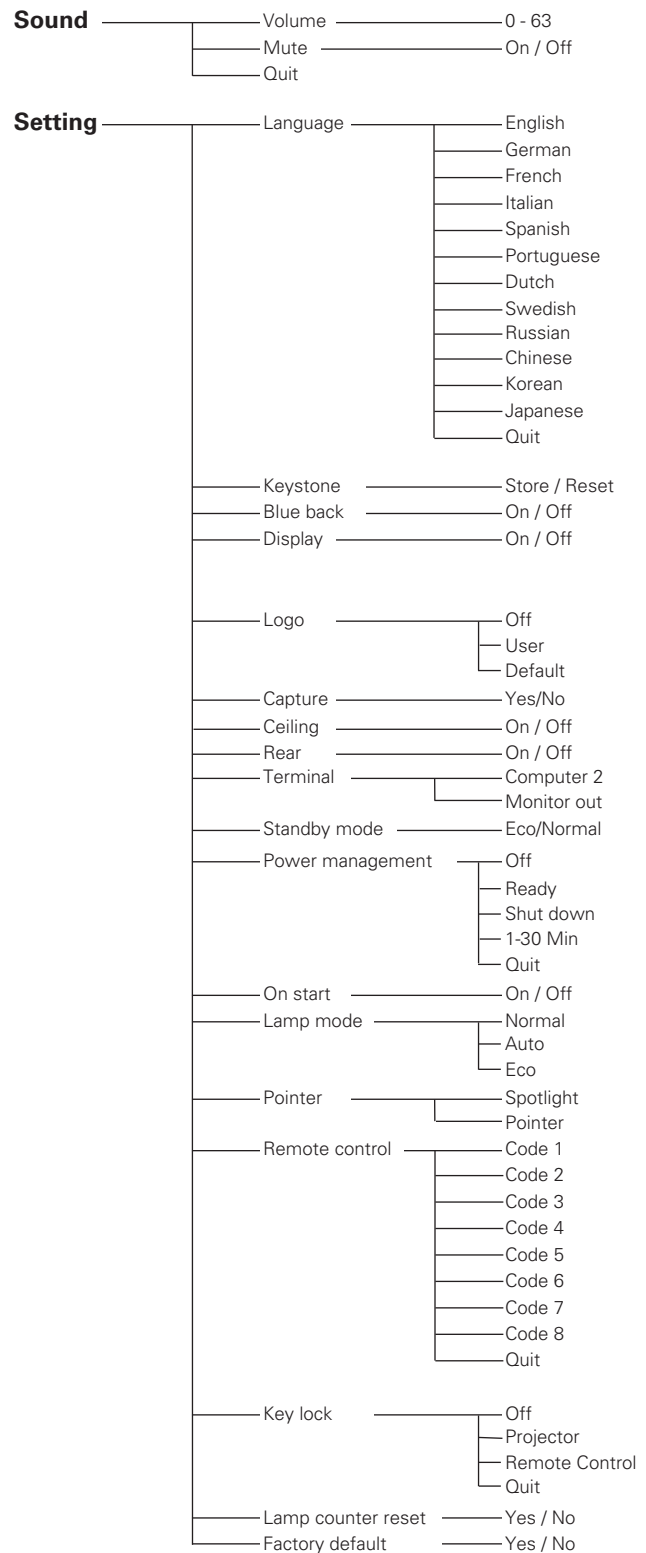 Sound Volume 0 - 63
Mute On / Off
Quit
Setting Language English
German
French
Italian
Spanish
Portuguese
Dutch
Swedish
Russian
Chinese
Korean
Japanese
Quit
Keystone Store / Reset
Blue back On / Off
Display On / Off
Logo Off
User
Default
Capture Yes/No
Ceiling On / Off
Rear On / Off
Terminal Computer 2
Monitor out
Standby mode Eco/Normal
Power management Off
Ready
Shut down
1-30 Min
Quit
On start On / Off
Lamp mode Normal
Auto
Eco
Pointer Spotlight
Pointer
Remote control Code 1
Code 2
Code 3
Code 4
Code 5
Code 6
Code 7
Code 8
Quit
Key lock Off
Projector
Remote Control
Quit
Lamp counter reset Yes / No
Factory default Yes / No